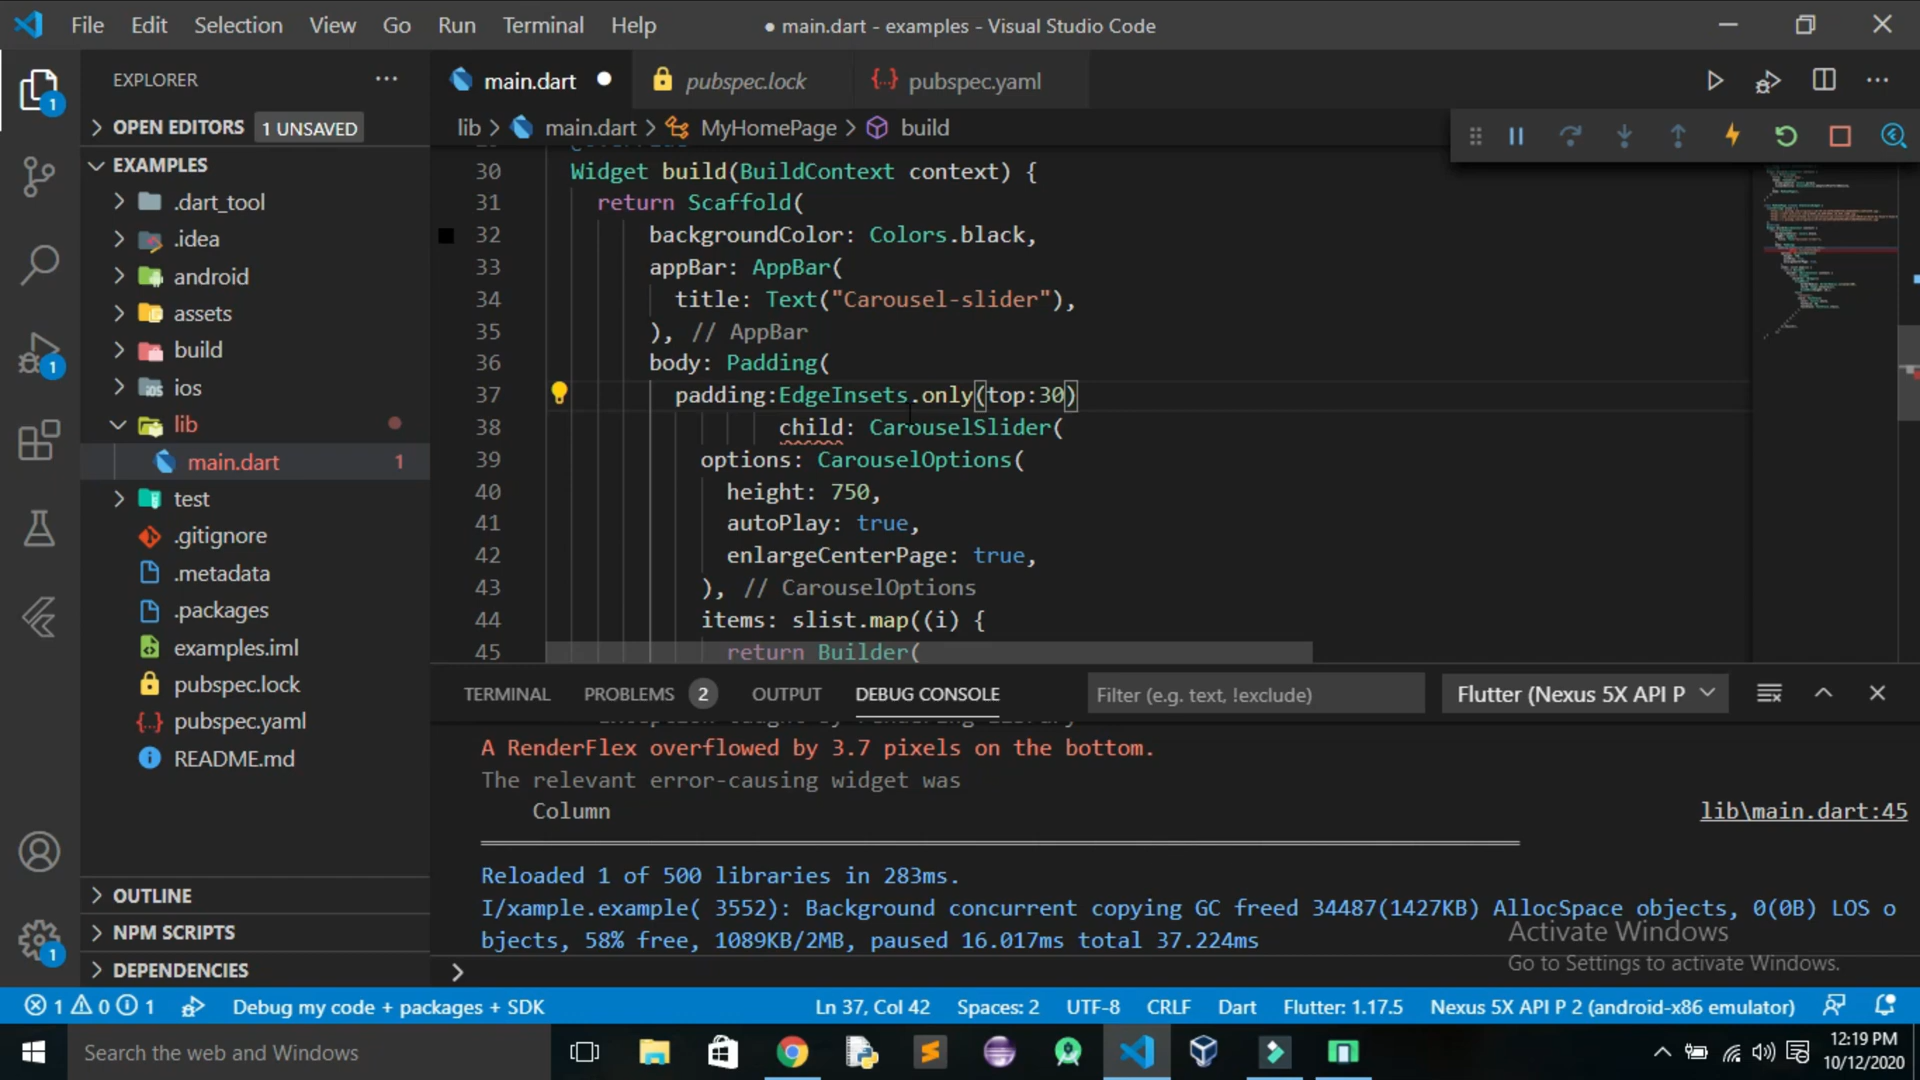 File Edit Selection View Go Run Terminal Help ● main.dart - examples - Visual Studio Code
EXPLORER ···
main.dart ● pubspec.lock {..} pubspec.yaml
OPEN EDITORS 1 UNSAVED
lib > main.dart > MyHomePage > build
EXAMPLES
.dart_tool
.idea
android
assets
build
ios
lib
main.dart 1
test
.gitignore
.metadata
.packages
examples.iml
pubspec.lock
pubspec.yaml
README.md
OUTLINE
NPM SCRIPTS
DEPENDENCIES
30 Widget build(BuildContext context) {
31 return Scaffold(
32 backgroundColor: Colors.black,
33 appBar: AppBar(
34 title: Text("Carousel-slider"),
35 ), // AppBar
36 body: Padding(
37 padding:EdgeInsets.only(top:30)
38 child: CarouselSlider(
39 options: CarouselOptions(
40 height: 750,
41 autoPlay: true,
42 enlargeCenterPage: true,
43 ), // CarouselOptions
44 items: slist.map((i) {
45 return Builder(
TERMINAL PROBLEMS 2 OUTPUT DEBUG CONSOLE Filter (e.g. text, !exclude) Flutter (Nexus 5X API P
A RenderFlex overflowed by 3.7 pixels on the bottom.
The relevant error-causing widget was
Column lib\main.dart:45
Reloaded 1 of 500 libraries in 283ms.
I/xample.example( 3552): Background concurrent copying GC freed 34487(1427KB) AllocSpace objects, 0(0B) LOS o
bjects, 58% free, 1089KB/2MB, paused 16.017ms total 37.224ms
Activate Windows
Go to Settings to activate Windows.
>
1 0 1 Debug my code + packages + SDK Ln 37, Col 42 Spaces: 2 UTF-8 CRLF Dart Flutter: 1.17.5 Nexus 5X API P 2 (android-x86 emulator)
Search the web and Windows
12:19 PM
10/12/2020